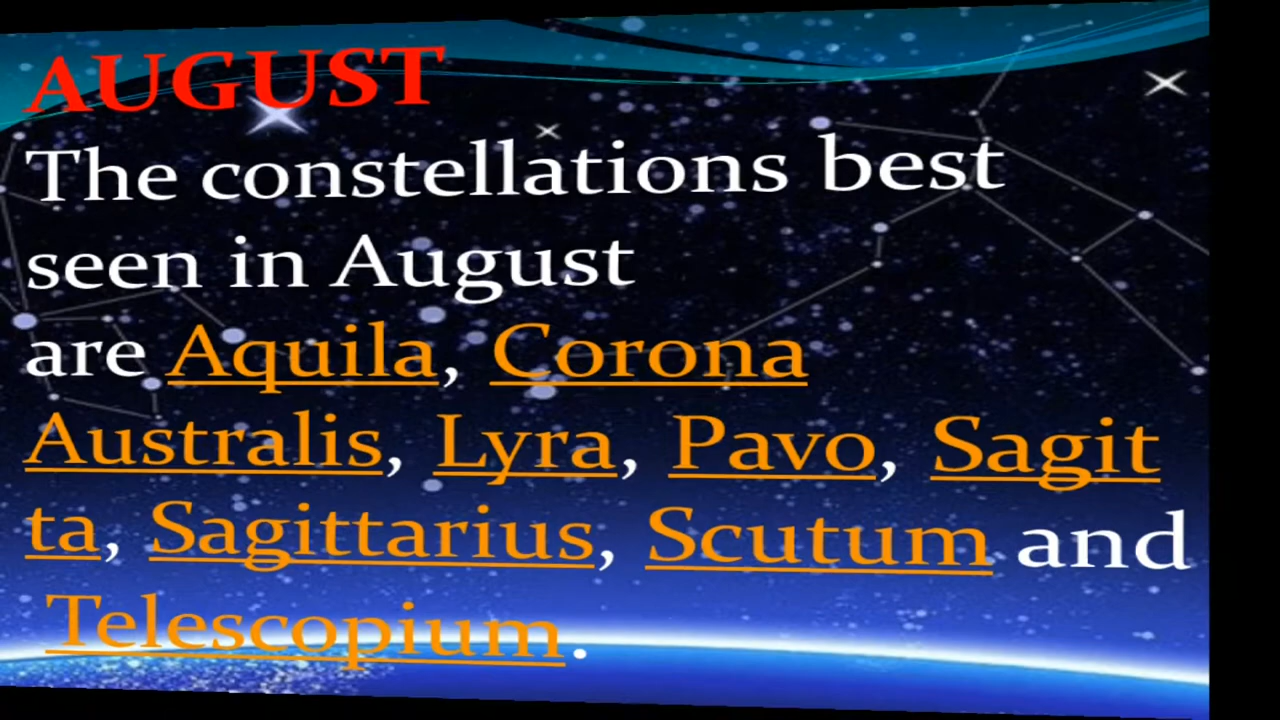 AUGUST
The constellations best
seen in August
are Aquila, Corona
Australis, Lyra, Pavo, Sagit
ta, Sagittarius, Scutum and
Telescopium.